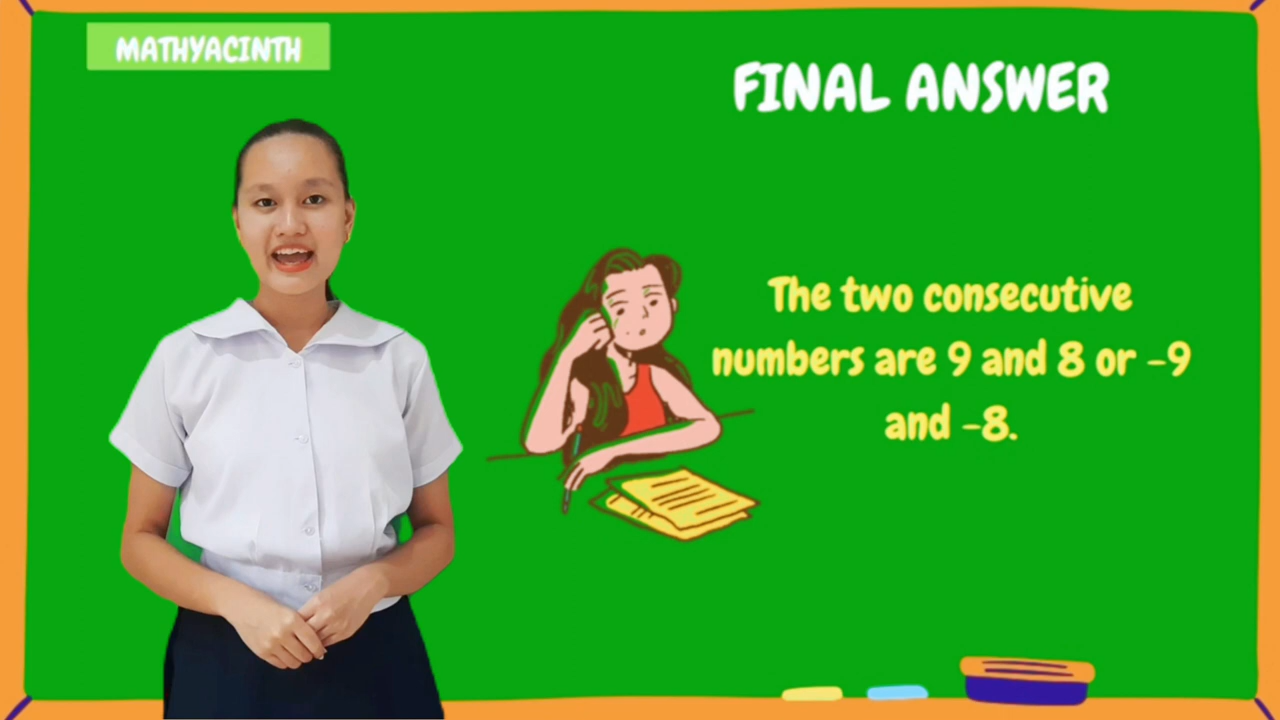 MATHYACINTH
FINAL ANSWER
The two consecutive
numbers are 9 and 8 or -9
and -8.